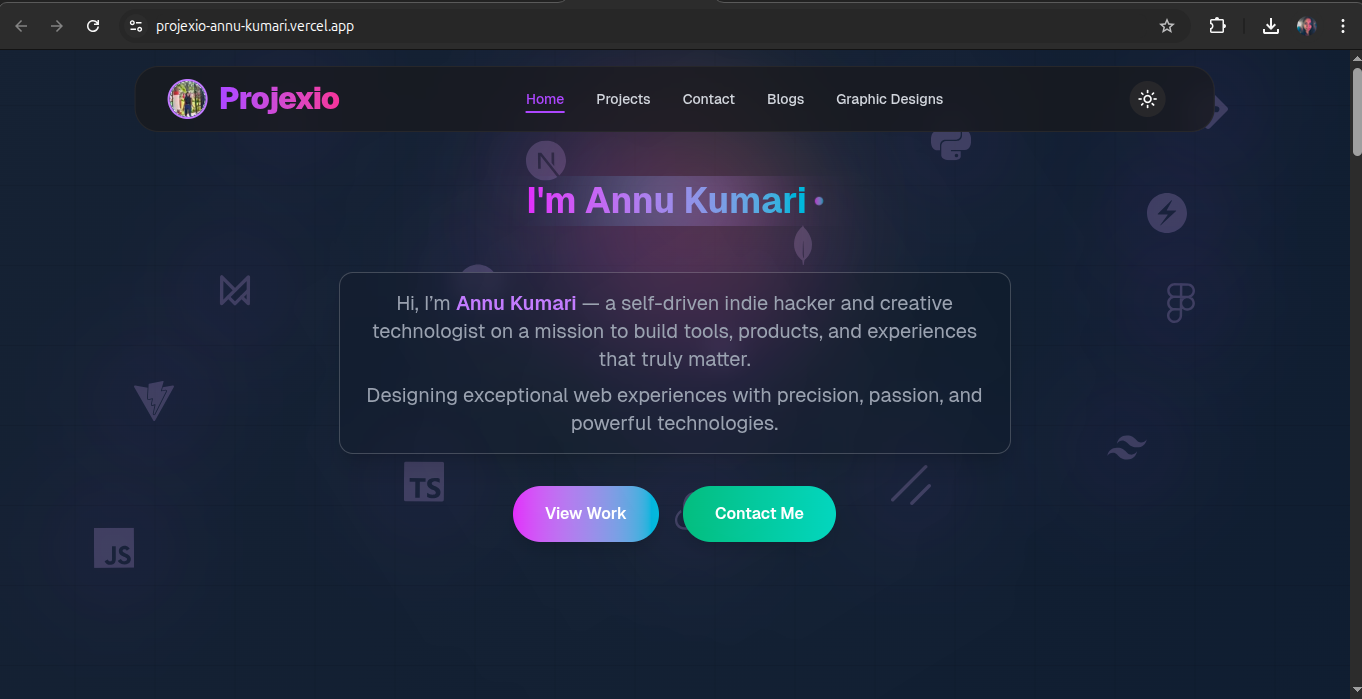 projexio-annu-kumari.vercel.app
Projexio
Home Projects Contact Blogs Graphic Designs
N
I'm Annu Kumari
Hi, I’m Annu Kumari — a self-driven indie hacker and creative
technologist on a mission to build tools, products, and experiences
that truly matter.
Designing exceptional web experiences with precision, passion, and
powerful technologies.
TS
View Work Contact Me
JS